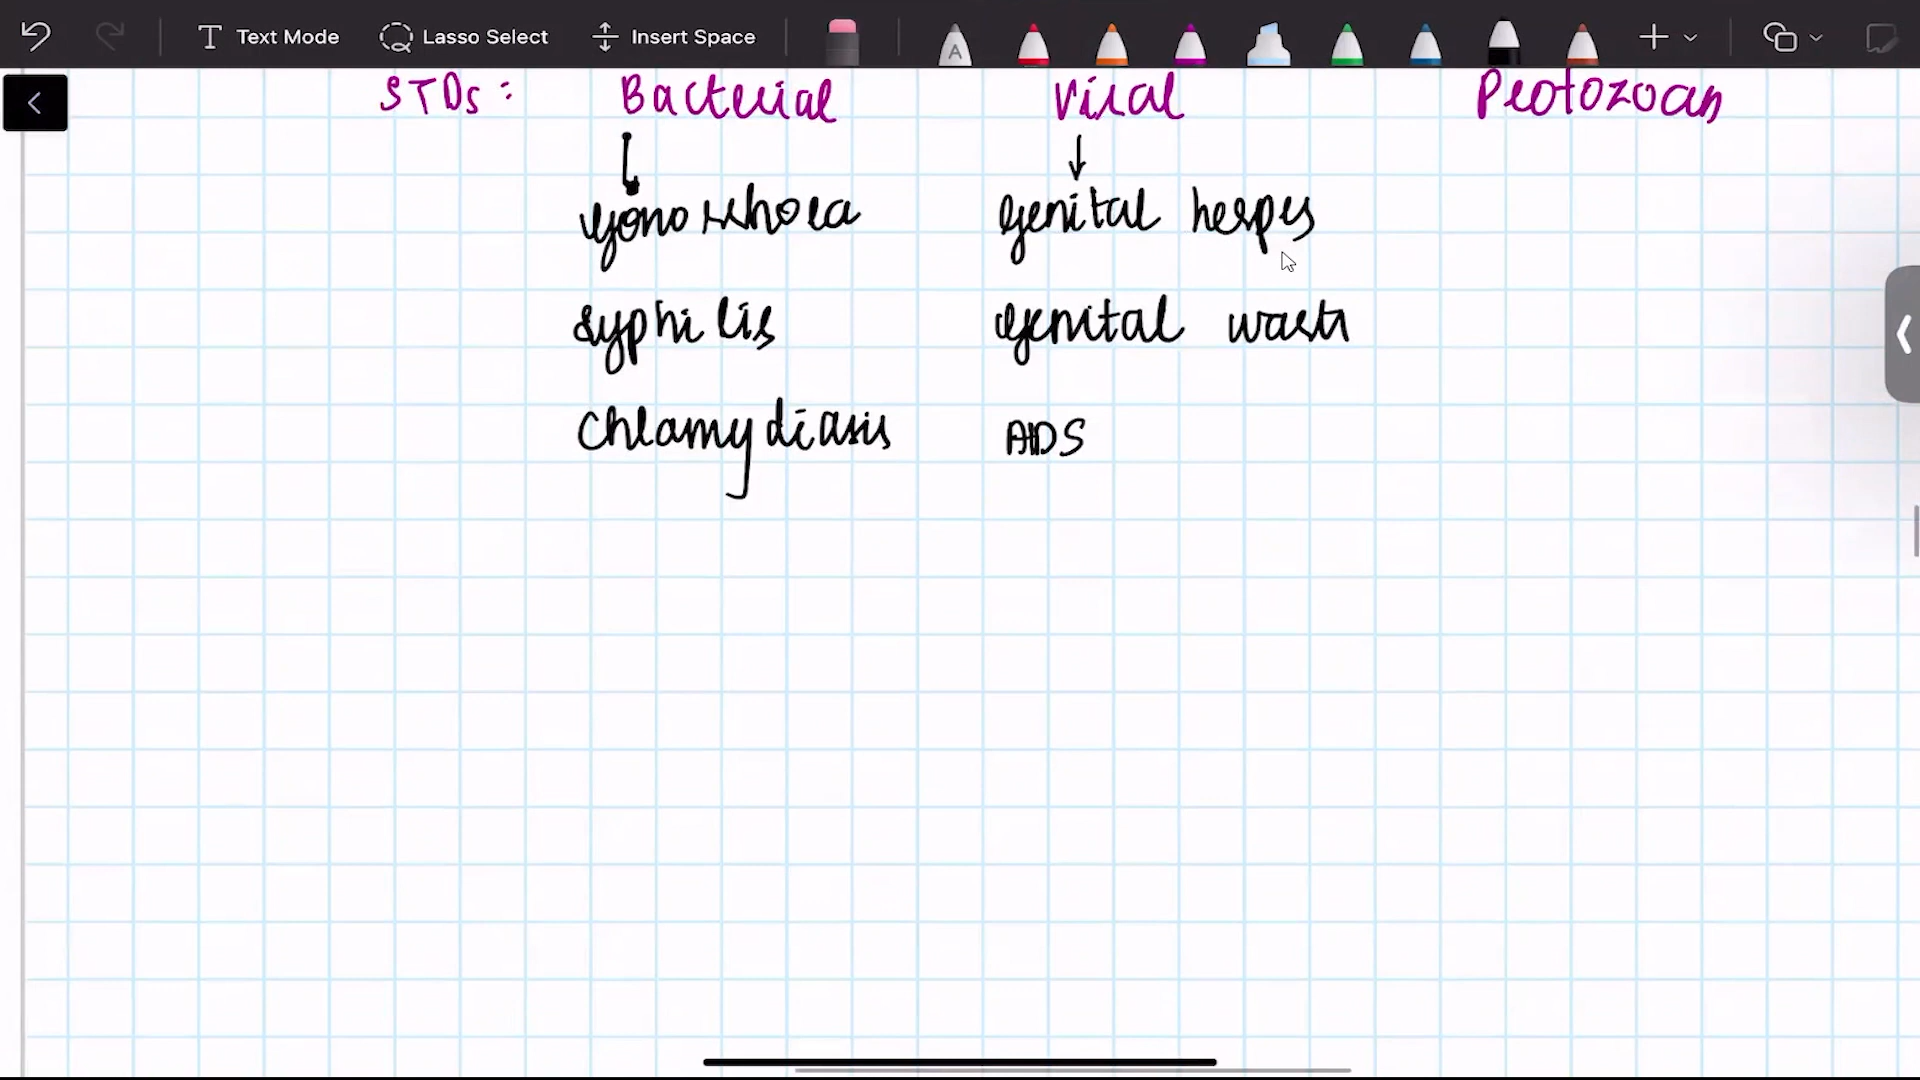 Text Mode Lasso Select Insert Space A
STDs : Bacterial Viral Protozoan
Gonorrhoea Genital herpes
Syphilis Genital warts
Chlamydiasis AIDS